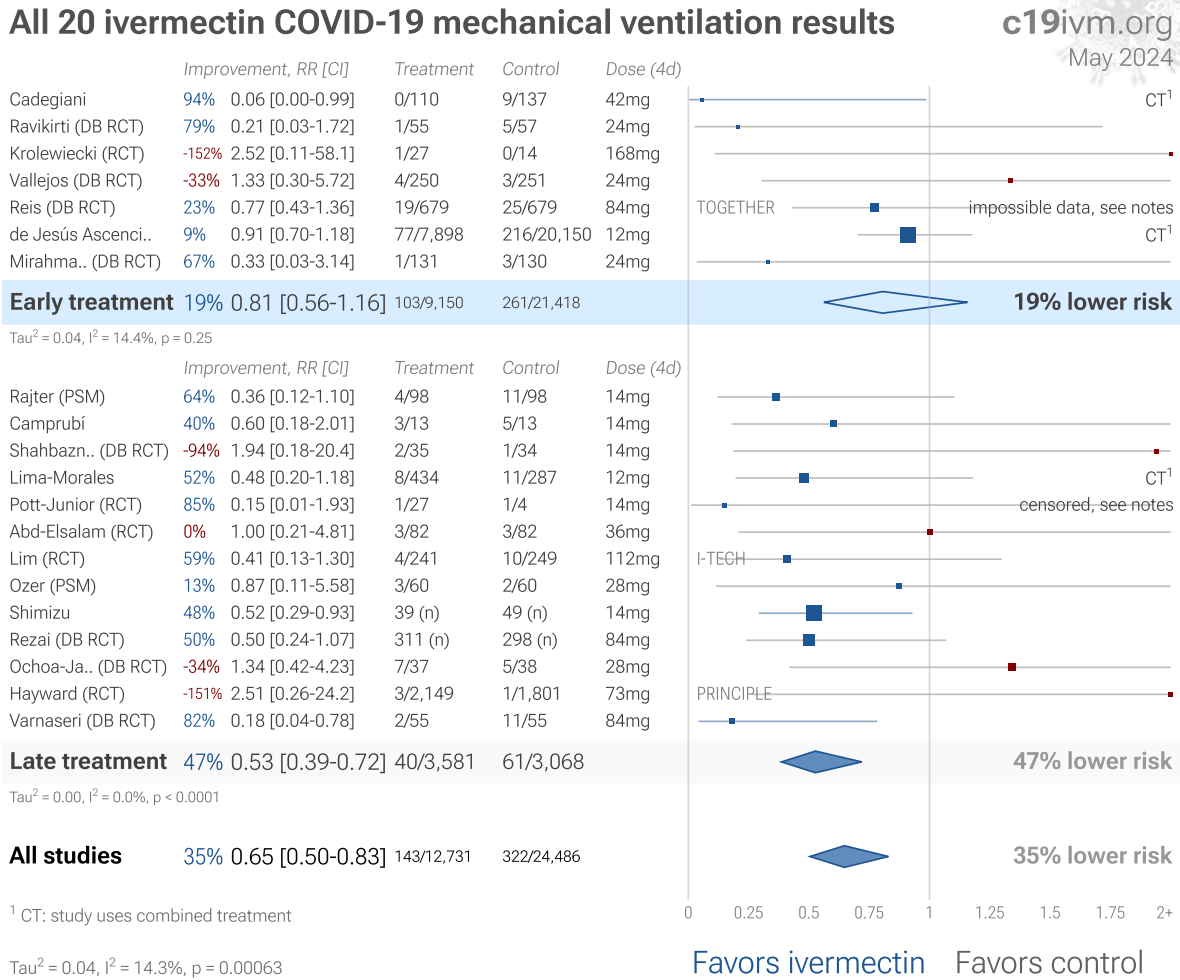 All 20 ivermectin COVID-19 mechanical ventilation results
c19ivm.org
May 2024
Improvement, RR [CI] Treatment Control Dose (4d)
Cadegiani 94% 0.06 [0.00-0.99] 0/110 9/137 42mg CT1
Ravikirti (DB RCT) 79% 0.21 [0.03-1.72] 1/55 5/57 24mg
Krolewiecki (RCT) -152% 2.52 [0.11-58.1] 1/27 0/14 168mg
Vallejos (DB RCT) -33% 1.33 [0.30-5.72] 4/250 3/251 24mg
Reis (DB RCT) 23% 0.77 [0.43-1.36] 19/679 25/679 84mg TOGETHER impossible data, see notes
de Jesús Ascenci.. 9% 0.91 [0.70-1.18] 77/7,898 216/20,150 12mg CT1
Mirahma.. (DB RCT) 67% 0.33 [0.03-3.14] 1/131 3/130 24mg
Early treatment 19% 0.81 [0.56-1.16] 103/9,150 261/21,418 19% lower risk
Tau2 = 0.04, I2 = 14.4%, p = 0.25
Improvement, RR [CI] Treatment Control Dose (4d)
Rajter (PSM) 64% 0.36 [0.12-1.10] 4/98 11/98 14mg
Camprubí 40% 0.60 [0.18-2.01] 3/13 5/13 14mg
Shahbazn.. (DB RCT) -94% 1.94 [0.18-20.4] 2/35 1/34 14mg
Lima-Morales 52% 0.48 [0.20-1.18] 8/434 11/287 12mg CT1
Pott-Junior (RCT) 85% 0.15 [0.01-1.93] 1/27 1/4 14mg censored, see notes
Abd-Elsalam (RCT) 0% 1.00 [0.21-4.81] 3/82 3/82 36mg
Lim (RCT) 59% 0.41 [0.13-1.30] 4/241 10/249 112mg I-TECH
Ozer (PSM) 13% 0.87 [0.11-5.58] 3/60 2/60 28mg
Shimizu 48% 0.52 [0.29-0.93] 39 (n) 49 (n) 14mg
Rezai (DB RCT) 50% 0.50 [0.24-1.07] 311 (n) 298 (n) 84mg
Ochoa-Ja.. (DB RCT) -34% 1.34 [0.42-4.23] 7/37 5/38 28mg
Hayward (RCT) -151% 2.51 [0.26-24.2] 3/2,149 1/1,801 73mg PRINCIPLE
Varnaseri (DB RCT) 82% 0.18 [0.04-0.78] 2/55 11/55 84mg
Late treatment 47% 0.53 [0.39-0.72] 40/3,581 61/3,068 47% lower risk
Tau2 = 0.00, I2 = 0.0%, p < 0.0001
All studies 35% 0.65 [0.50-0.83] 143/12,731 322/24,486 35% lower risk
0 0.25 0.5 0.75 1 1.25 1.5 1.75 2+
1 CT: study uses combined treatment
Favors ivermectin Favors control
Tau2 = 0.04, I2 = 14.3%, p = 0.00063